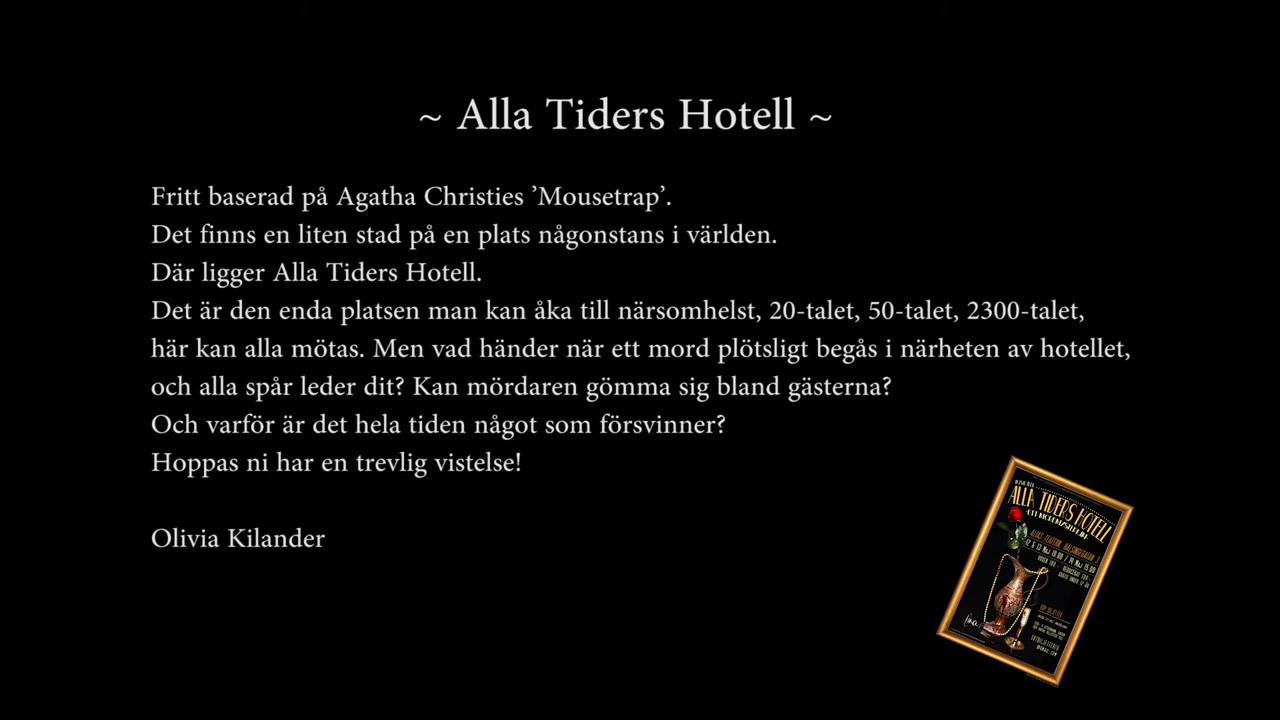 ~ Alla Tiders Hotell ~
Fritt baserad på Agatha Christies ’Mousetrap’.
Det finns en liten stad på en plats någonstans i världen.
Där ligger Alla Tiders Hotell.
Det är den enda platsen man kan åka till närsomhelst, 20-talet, 50-talet, 2300-talet,
här kan alla mötas. Men vad händer när ett mord plötsligt begås i närheten av hotellet,
och alla spår leder dit? Kan mördaren gömma sig bland gästerna?
Och varför är det hela tiden något som försvinner?
Hoppas ni har en trevlig vistelse!
Olivia Kilander
ALLA TIDERS HOTELL